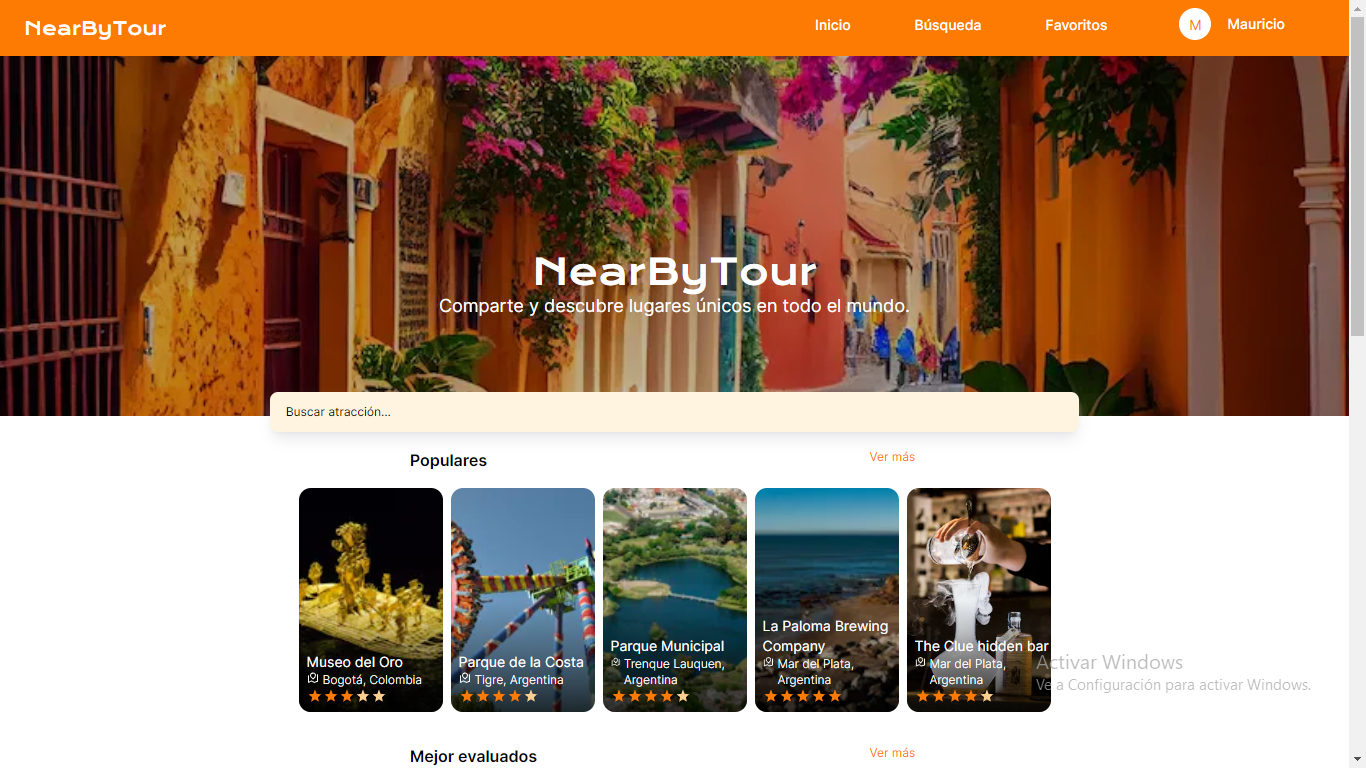 NearByTour
Inicio
Búsqueda
Favoritos
M
Mauricio
NearByTour
Comparte y descubre lugares únicos en todo el mundo.
Buscar atracción...
Populares
Ver más
Museo del Oro
Bogotá, Colombia
Parque de la Costa
Tigre, Argentina
Parque Municipal
Trenque Lauquen,
Argentina
La Paloma Brewing
Company
Mar del Plata,
Argentina
The Clue hidden bar
Mar del Plata,
Argentina
Activar Windows
Ve a Configuración para activar Windows.
Mejor evaluados
Ver más